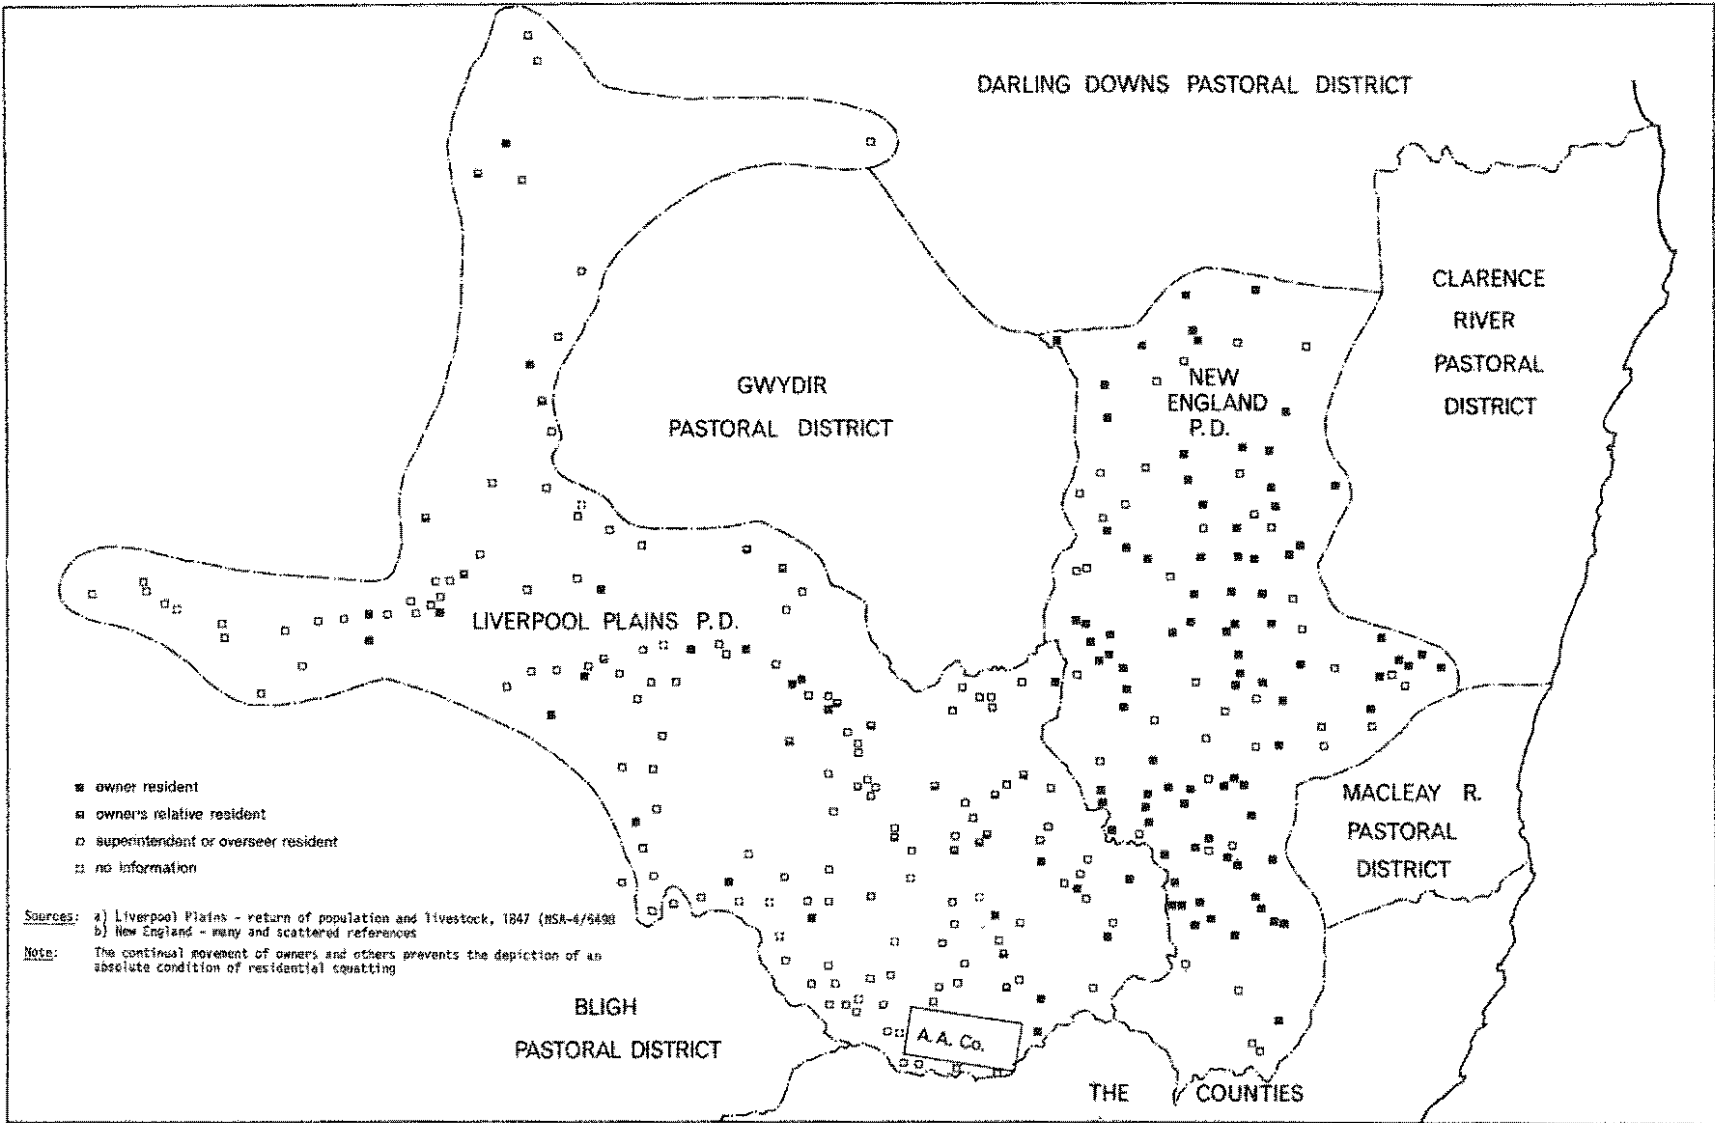 DARLING DOWNS PASTORAL DISTRICT
CLARENCE
RIVER
PASTORAL
DISTRICT
GWYDIR
PASTORAL DISTRICT
NEW
ENGLAND
P.D.
LIVERPOOL PLAINS P.D.
MACLEAY R.
PASTORAL
DISTRICT
owner resident
owner's relative resident
superintendent or overseer resident
no information
Sources: a) Liverpool Plains - return of population and livestock, 1847 (NSA-4/6498
b) New England - many and scattered references
Note: The continual movement of owners and others prevents the depiction of an
absolute condition of residential squatting
BLIGH
PASTORAL DISTRICT
A.A. Co.
THE COUNTIES